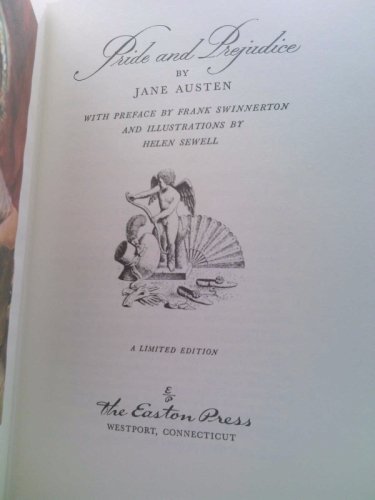 Pride and Prejudice
BY
JANE AUSTEN
WITH PREFACE BY FRANK SWINNERTON
AND ILLUSTRATIONS BY
HELEN SEWELL
A LIMITED EDITION
E
P
The Easton Press
WESTPORT, CONNECTICUT